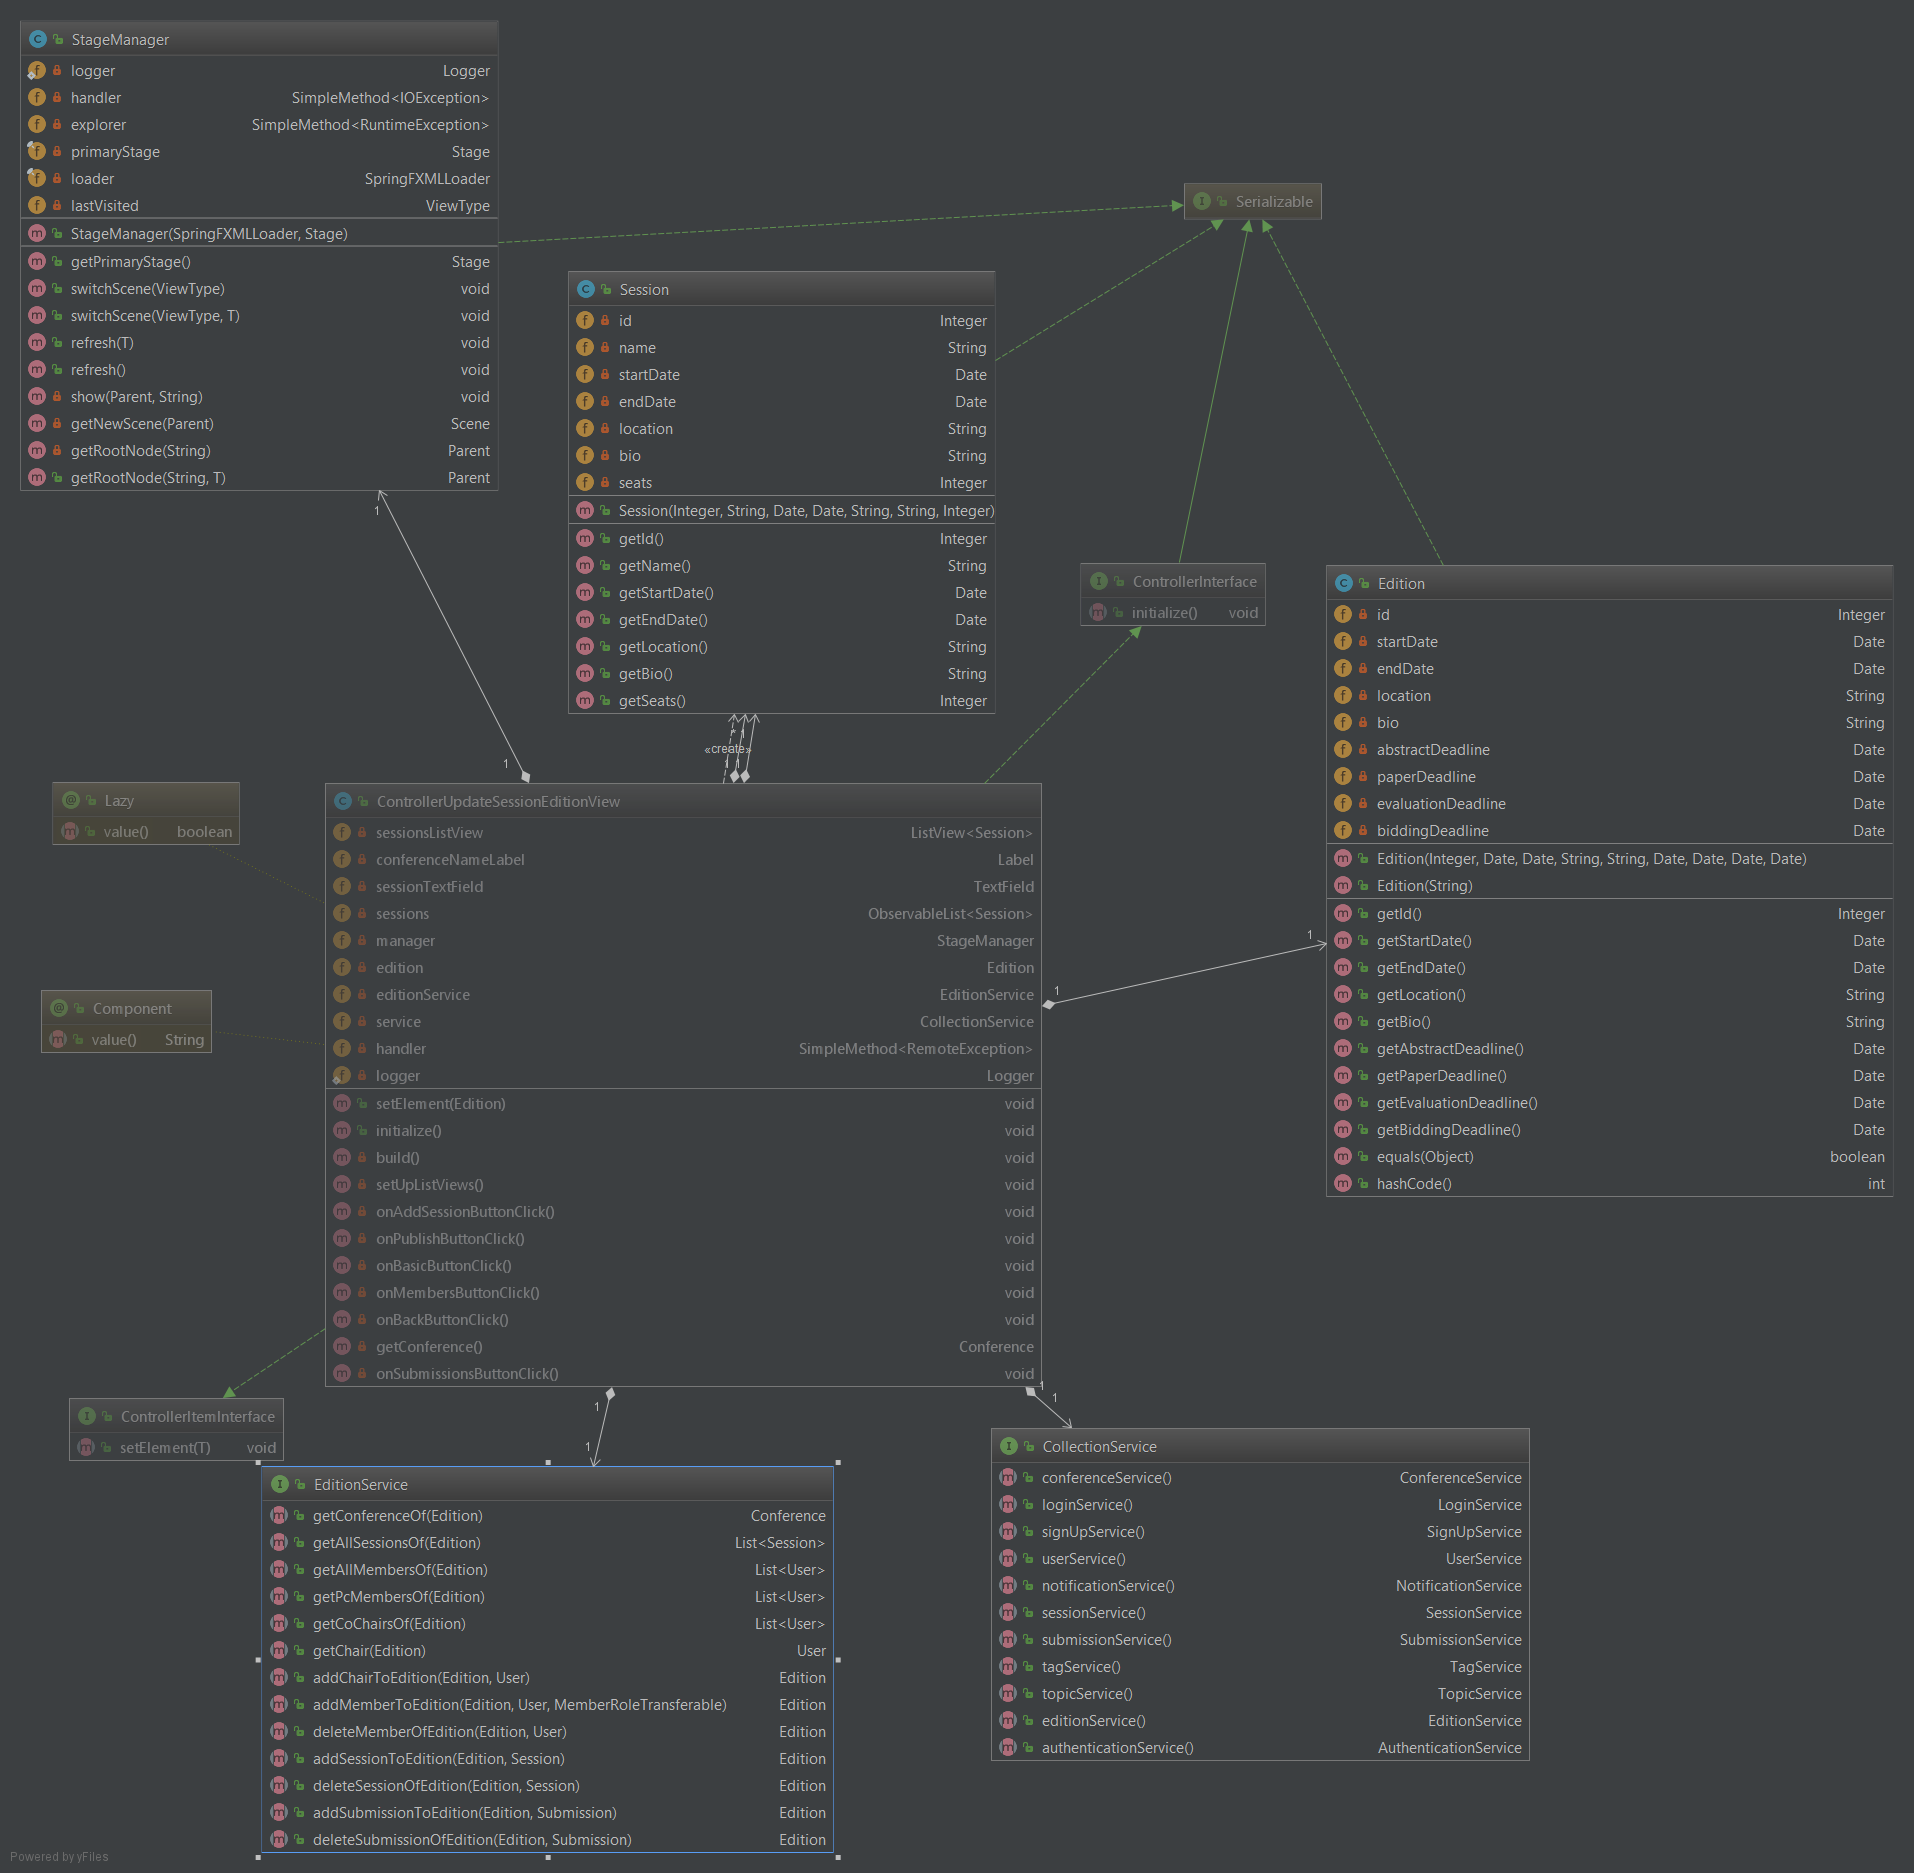 StageManager
logger Logger
handler SimpleMethod<IOException>
explorer SimpleMethod<RuntimeException>
primaryStage Stage
loader SpringFXMLLoader
lastVisited ViewType
StageManager(SpringFXMLLoader, Stage)
getPrimaryStage() Stage
switchScene(ViewType) void
switchScene(ViewType, T) void
refresh(T) void
refresh() void
show(Parent, String) void
getNewScene(Parent) Scene
getRootNode(String) Parent
getRootNode(String, T) Parent
1
Serializable
Session
id Integer
name String
startDate Date
endDate Date
location String
bio String
seats Integer
Session(Integer, String, Date, Date, String, String, Integer)
getId() Integer
getName() String
getStartDate() Date
getEndDate() Date
getLocation() String
getBio() String
getSeats() Integer
ControllerInterface
initialize() void
Edition
id Integer
startDate Date
endDate Date
location String
bio String
abstractDeadline Date
paperDeadline Date
evaluationDeadline Date
biddingDeadline Date
Edition(Integer, Date, Date, String, String, Date, Date, Date, Date)
Edition(String)
getId() Integer
getStartDate() Date
getEndDate() Date
getLocation() String
getBio() String
getAbstractDeadline() Date
getPaperDeadline() Date
getEvaluationDeadline() Date
getBiddingDeadline() Date
equals(Object) boolean
hashCode() int
* 1
«create»
1 1
1
Lazy
value() boolean
Component
value() String
ControllerUpdateSessionEditionView
sessionsListView ListView<Session>
conferenceNameLabel Label
sessionTextField TextField
sessions ObservableList<Session>
manager StageManager
edition Edition
editionService EditionService
service CollectionService
handler SimpleMethod<RemoteException>
logger Logger
setElement(Edition) void
initialize() void
build() void
setUpListViews() void
onAddSessionButtonClick() void
onPublishButtonClick() void
onBasicButtonClick() void
onMembersButtonClick() void
onBackButtonClick() void
getConference() Conference
onSubmissionsButtonClick() void
1
1
1
1
1
1
ControllerItemInterface
setElement(T) void
EditionService
getConferenceOf(Edition) Conference
getAllSessionsOf(Edition) List<Session>
getAllMembersOf(Edition) List<User>
getPcMembersOf(Edition) List<User>
getCoChairsOf(Edition) List<User>
getChair(Edition) User
addChairToEdition(Edition, User) Edition
addMemberToEdition(Edition, User, MemberRoleTransferable) Edition
deleteMemberOfEdition(Edition, User) Edition
addSessionToEdition(Edition, Session) Edition
deleteSessionOfEdition(Edition, Session) Edition
addSubmissionToEdition(Edition, Submission) Edition
deleteSubmissionOfEdition(Edition, Submission) Edition
CollectionService
conferenceService() ConferenceService
loginService() LoginService
signUpService() SignUpService
userService() UserService
notificationService() NotificationService
sessionService() SessionService
submissionService() SubmissionService
tagService() TagService
topicService() TopicService
editionService() EditionService
authenticationService() AuthenticationService
Powered by yFiles